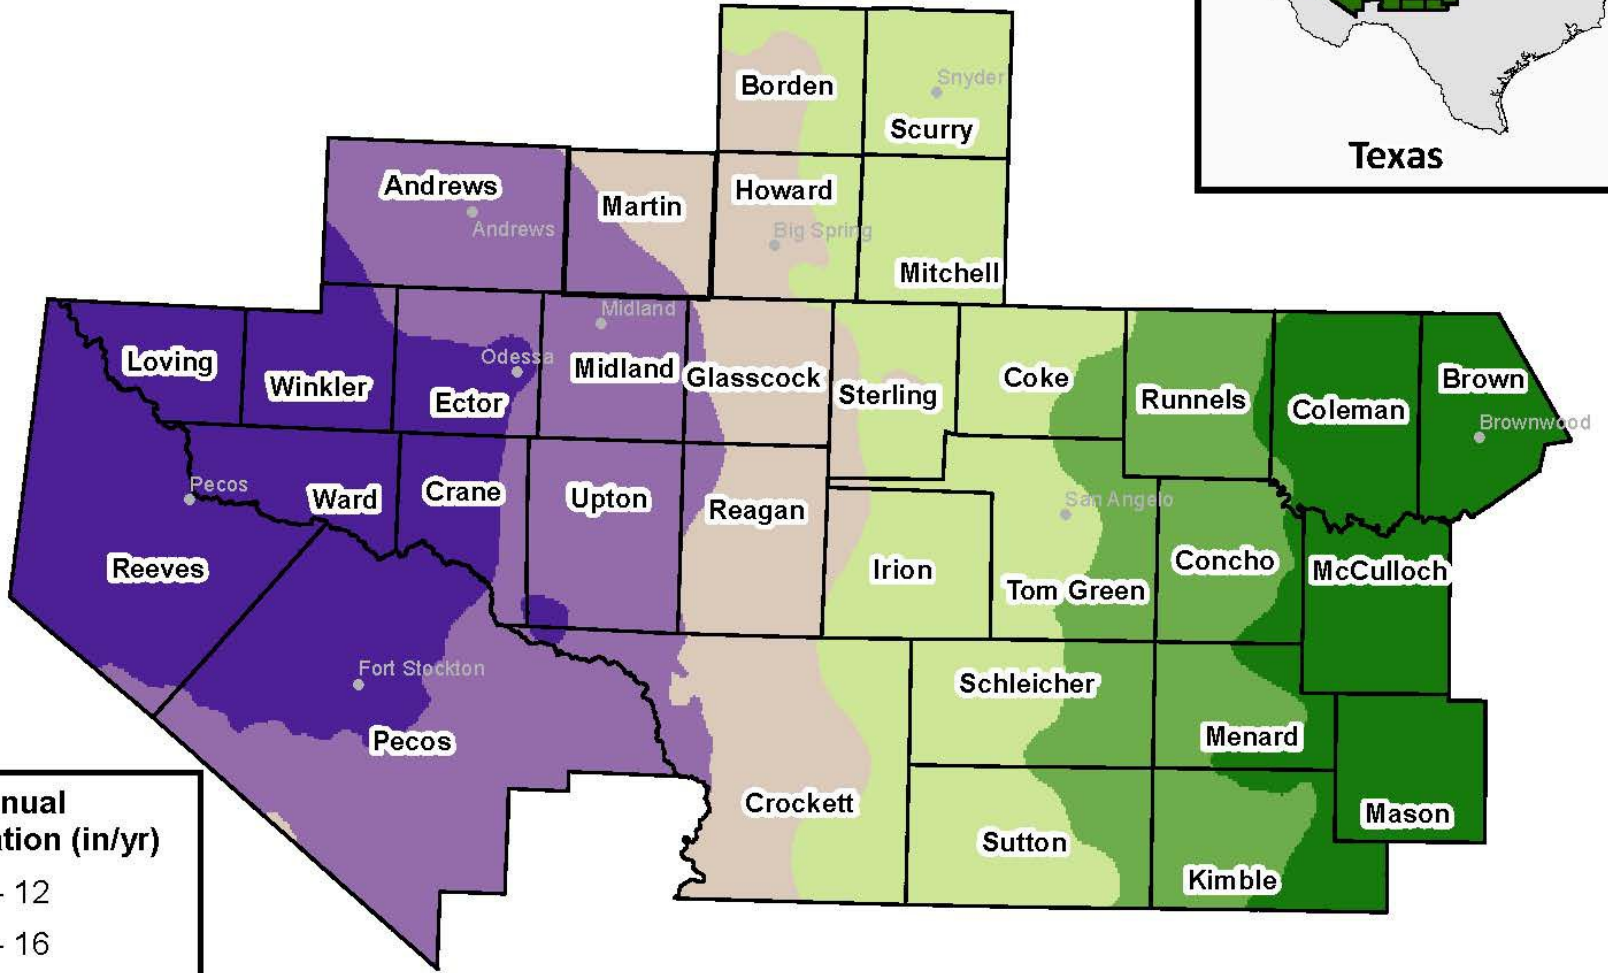 Borden
Snyder
Scurry
Texas
Andrews
Andrews
Martin
Howard
Big Spring
Mitchell
Loving
Winkler
Odessa
Ector
Midland
Midland
Glasscock
Sterling
Coke
Runnels
Coleman
Brown
Brownwood
Pecos
Ward
Crane
Upton
Reagan
San Angelo
Reeves
Irion
Tom Green
Concho
McCulloch
Fort Stockton
Pecos
Schleicher
Menard
Crockett
Sutton
Kimble
Mason
nual
ation (in/yr)
- 12
- 16